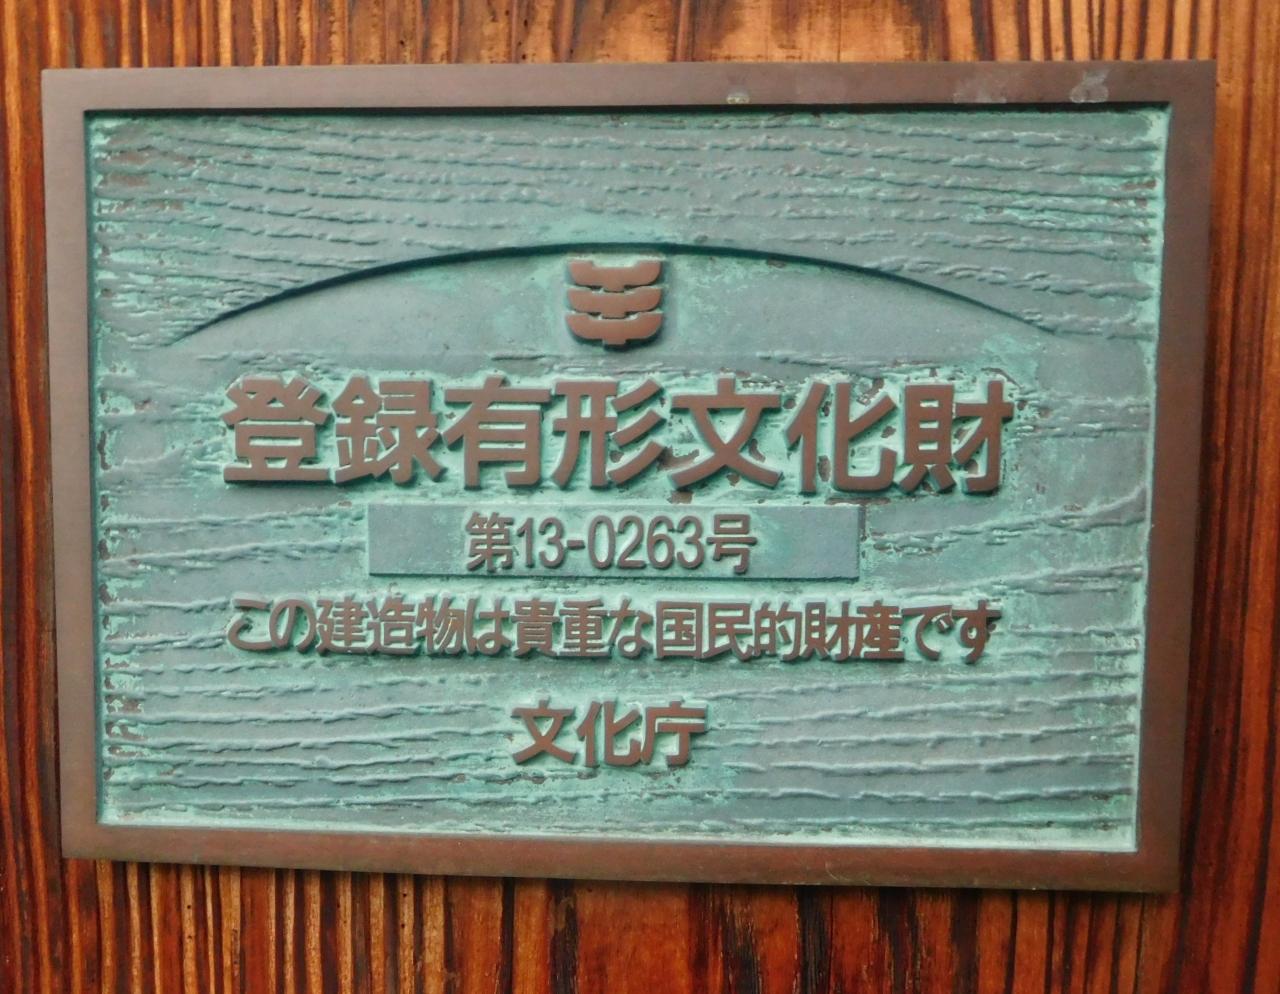 登録有形文化財
第13-0263号
この建造物は貴重な国民的財産です
文化庁